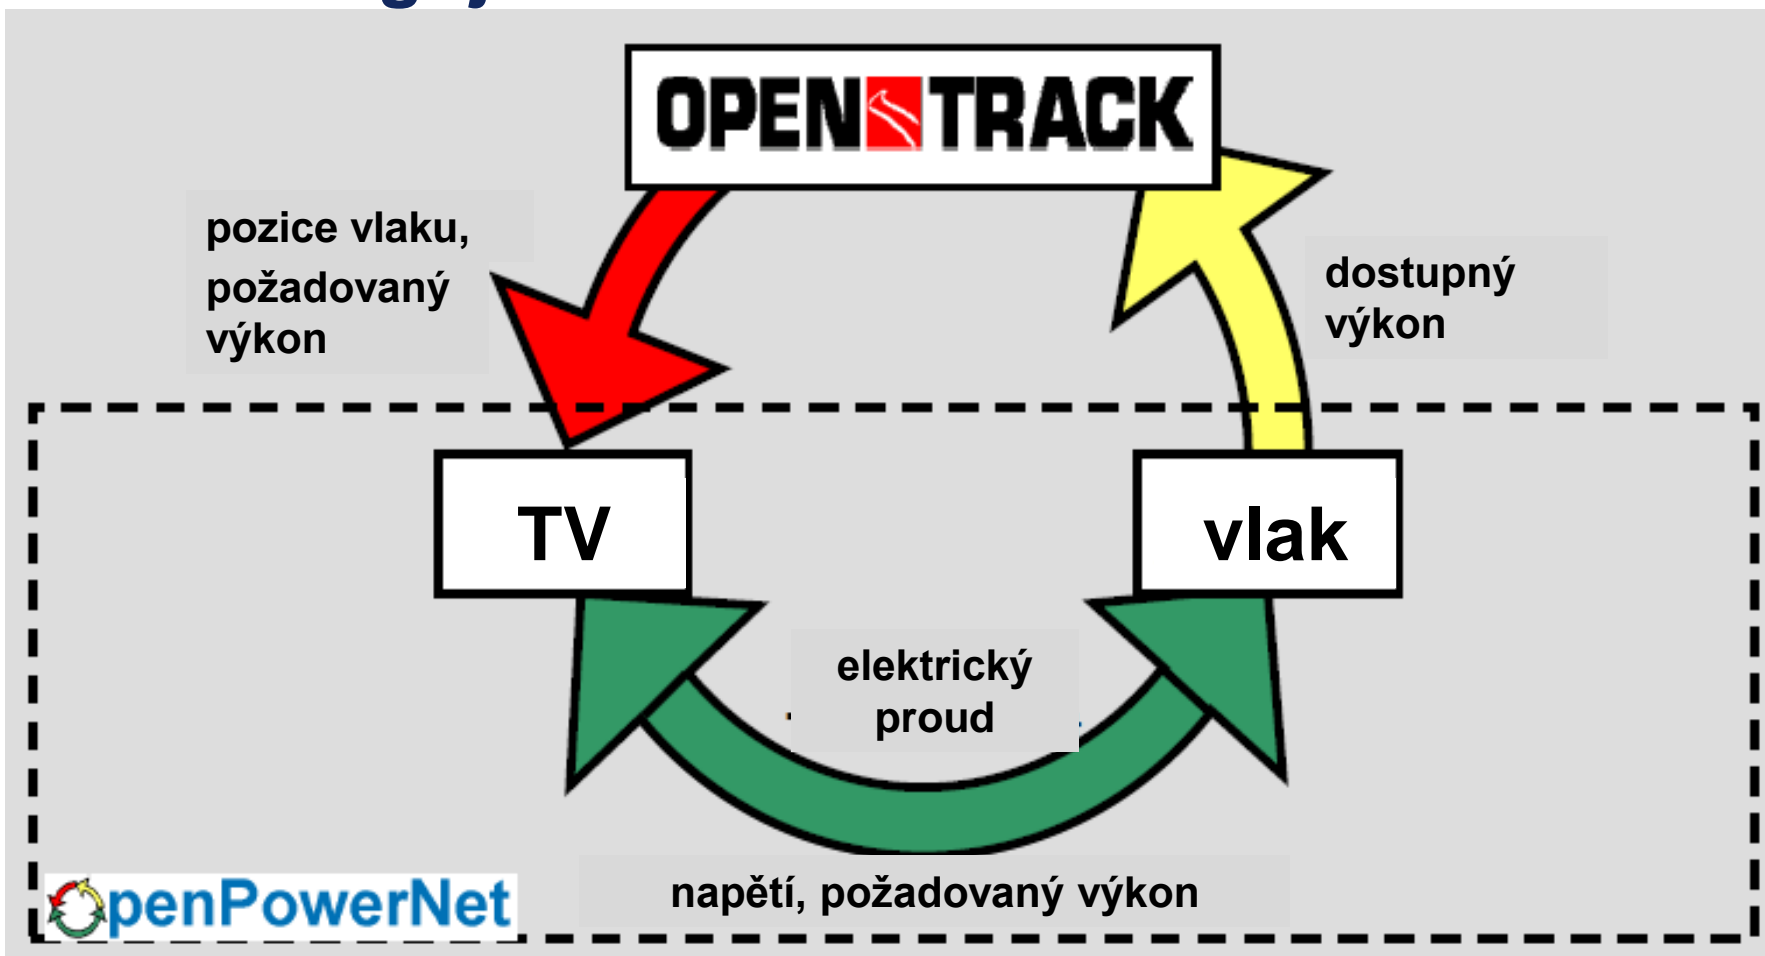 OPEN TRACK
pozice vlaku,
požadovaný
výkon
dostupný
výkon
TV
vlak
elektrický
proud
napětí, požadovaný výkon
OpenPowerNet